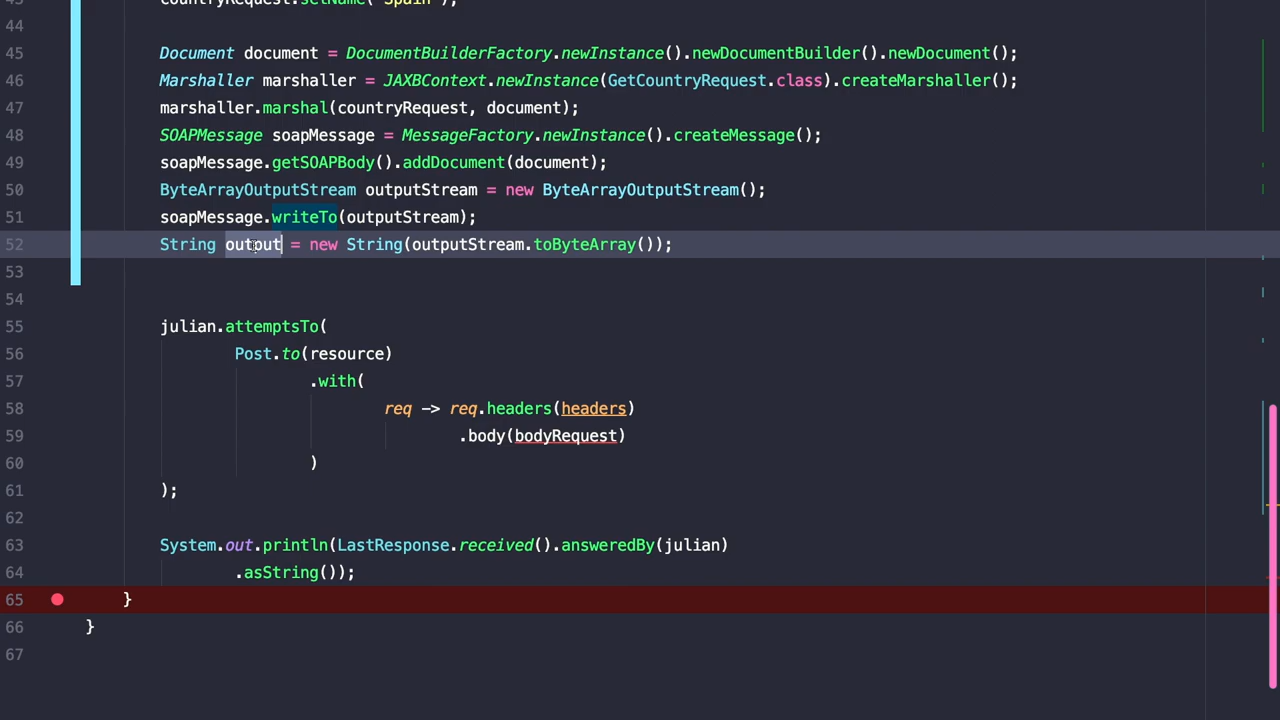 43 countryRequest.setName("Spain");
44
45 Document document = DocumentBuilderFactory.newInstance().newDocumentBuilder().newDocument();
46 Marshaller marshaller = JAXBContext.newInstance(GetCountryRequest.class).createMarshaller();
47 marshaller.marshal(countryRequest, document);
48 SOAPMessage soapMessage = MessageFactory.newInstance().createMessage();
49 soapMessage.getSOAPBody().addDocument(document);
50 ByteArrayOutputStream outputStream = new ByteArrayOutputStream();
51 soapMessage.writeTo(outputStream);
52 String output = new String(outputStream.toByteArray());
53
54
55 julian.attemptsTo(
56 Post.to(resource)
57 .with(
58 req -> req.headers(headers)
59 .body(bodyRequest)
60 )
61 );
62
63 System.out.println(LastResponse.received().answeredBy(julian)
64 .asString());
65 }
66 }
67